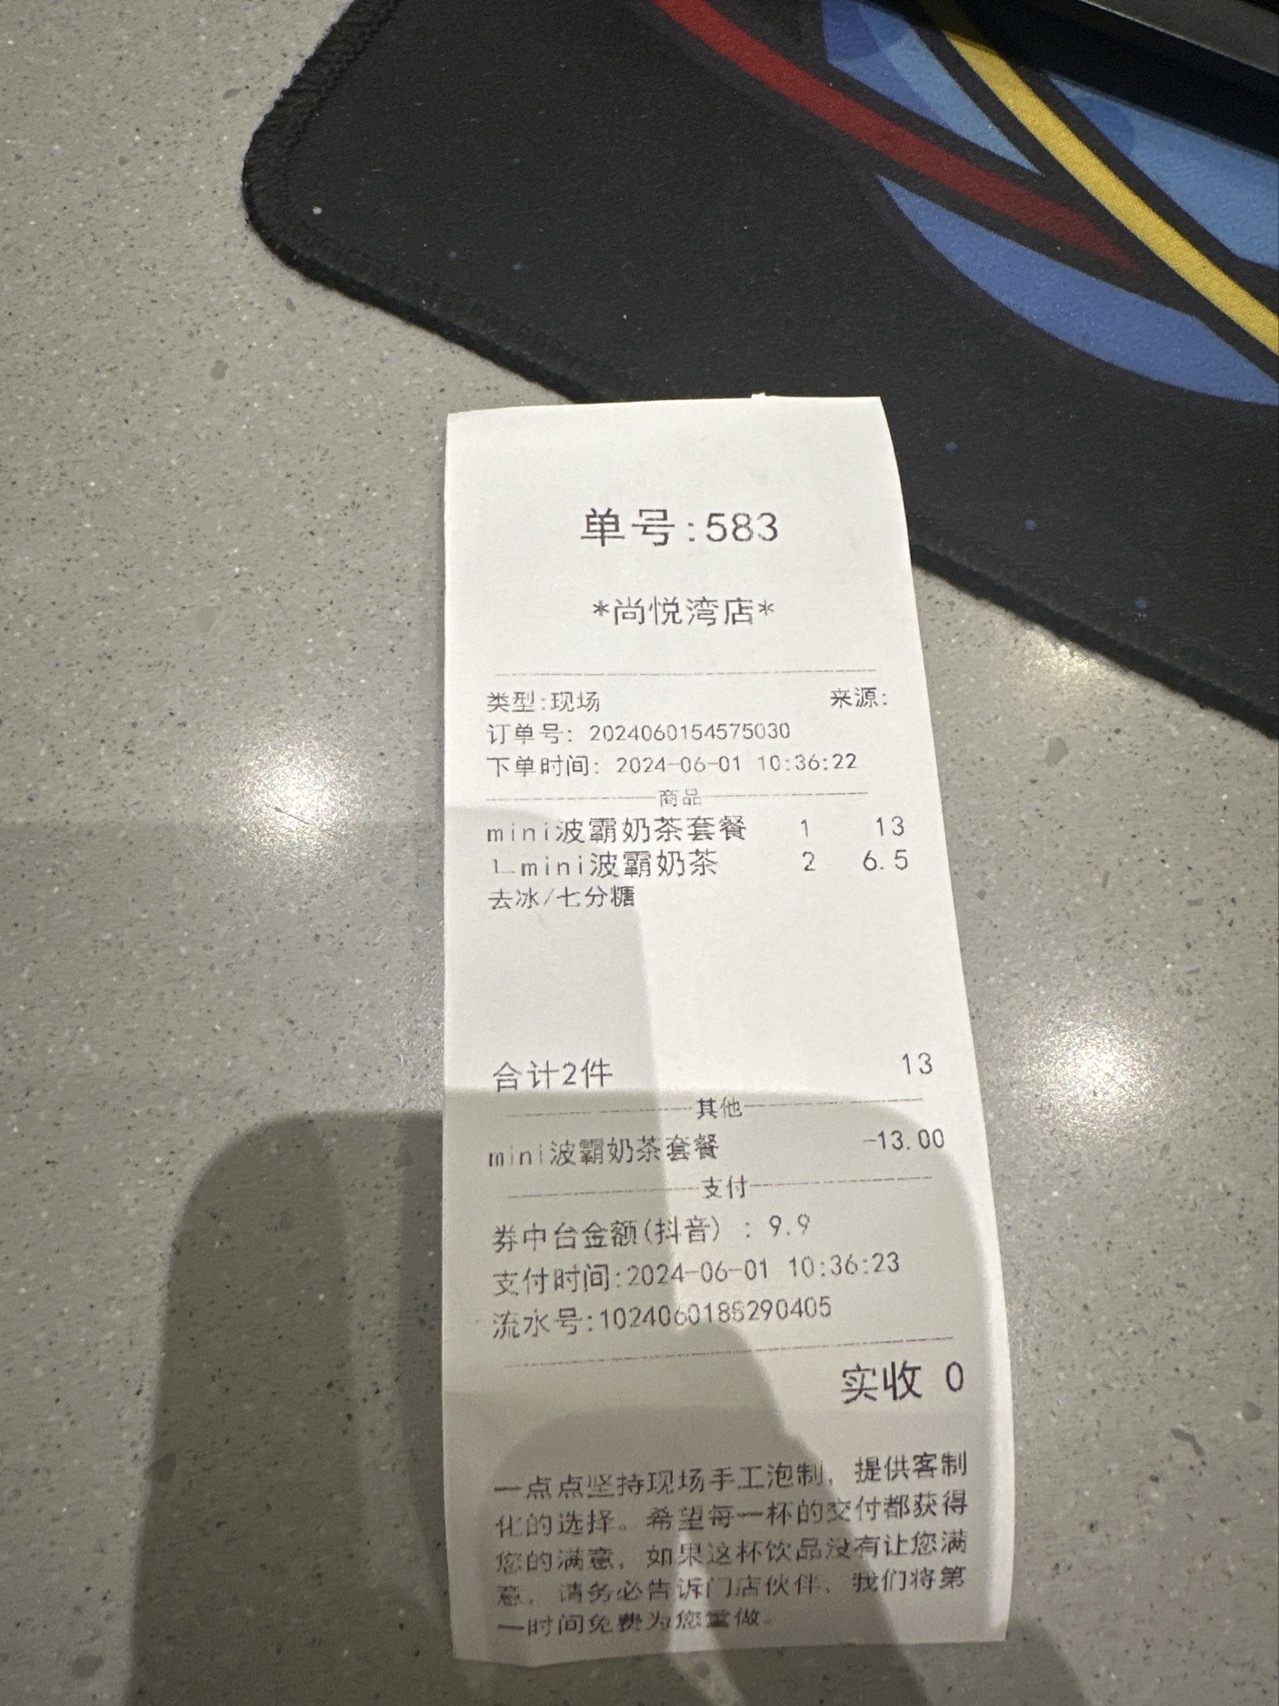 单号:583
*尚悦湾店*
类型:现场 来源:
订单号: 2024060154575030
下单时间: 2024-06-01 10:36:22
商品
mini波霸奶茶套餐 1 13
└mini波霸奶茶 2 6.5
去冰/七分糖
合计2件 13
其他
mini波霸奶茶套餐 -13.00
支付
券中台金额(抖音) : 9.9
支付时间:2024-06-01 10:36:23
流水号:1024060185290405
实收 0
一点点坚持现场手工泡制，提供客制
化的选择。希望每一杯的交付都获得
您的满意，如果这杯饮品没有让您满
意，请务必告诉门店伙伴，我们将第
一时间免费为您重做。